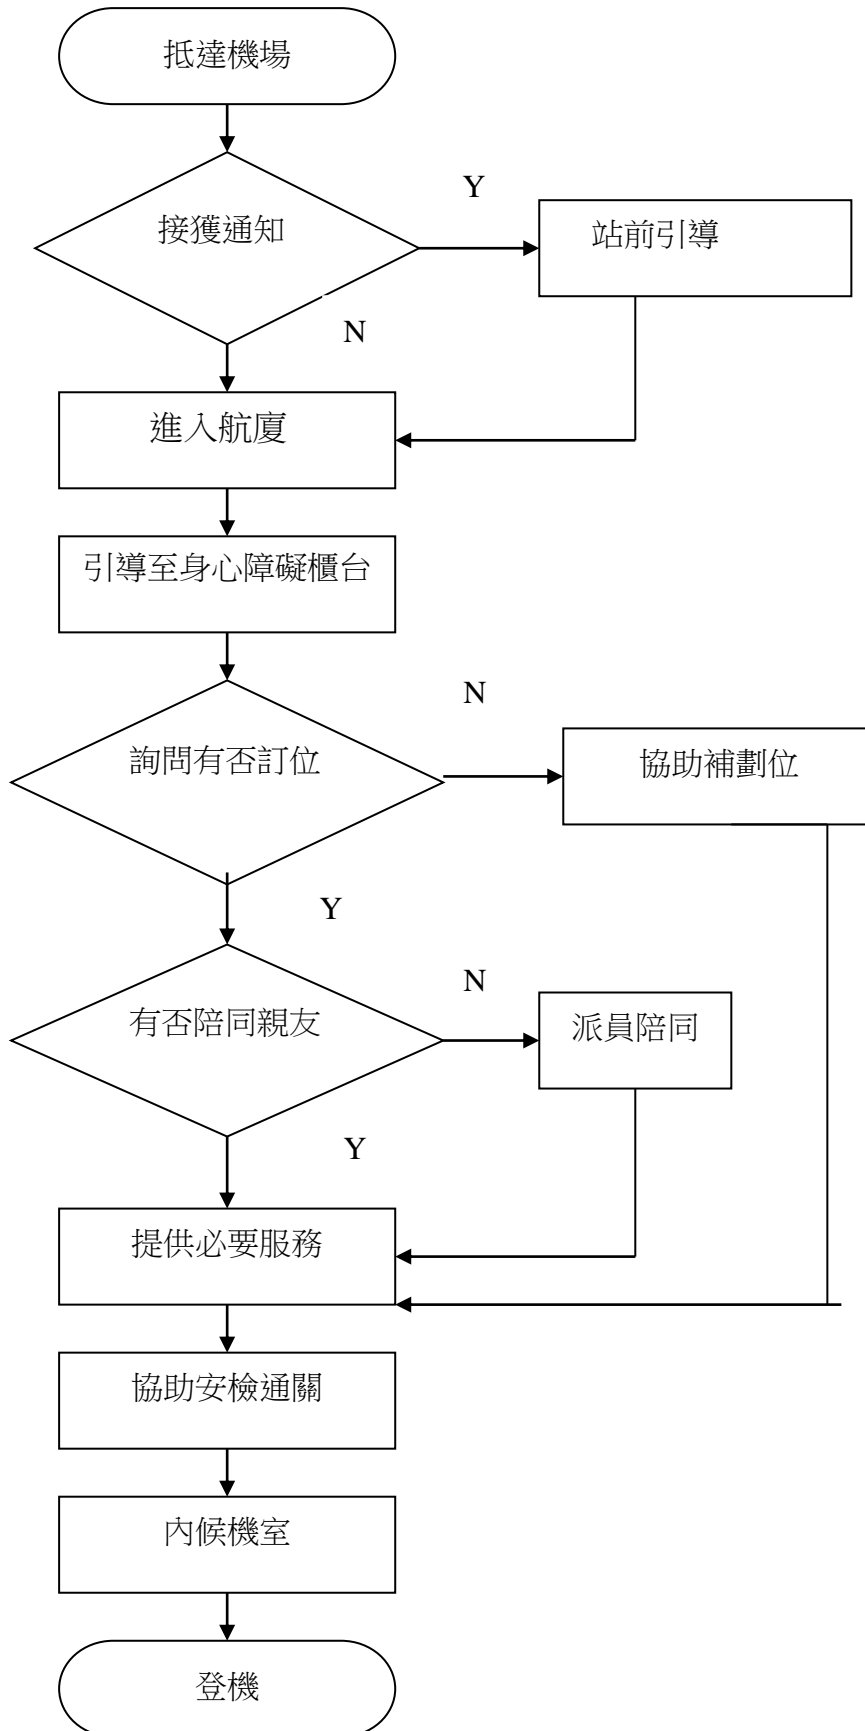 抵達機場
接獲通知
Y
站前引導
N
進入航廈
引導至身心障礙櫃台
詢問有否訂位
N
協助補劃位
Y
有否陪同親友
N
派員陪同
Y
提供必要服務
協助安檢通關
內候機室
登機